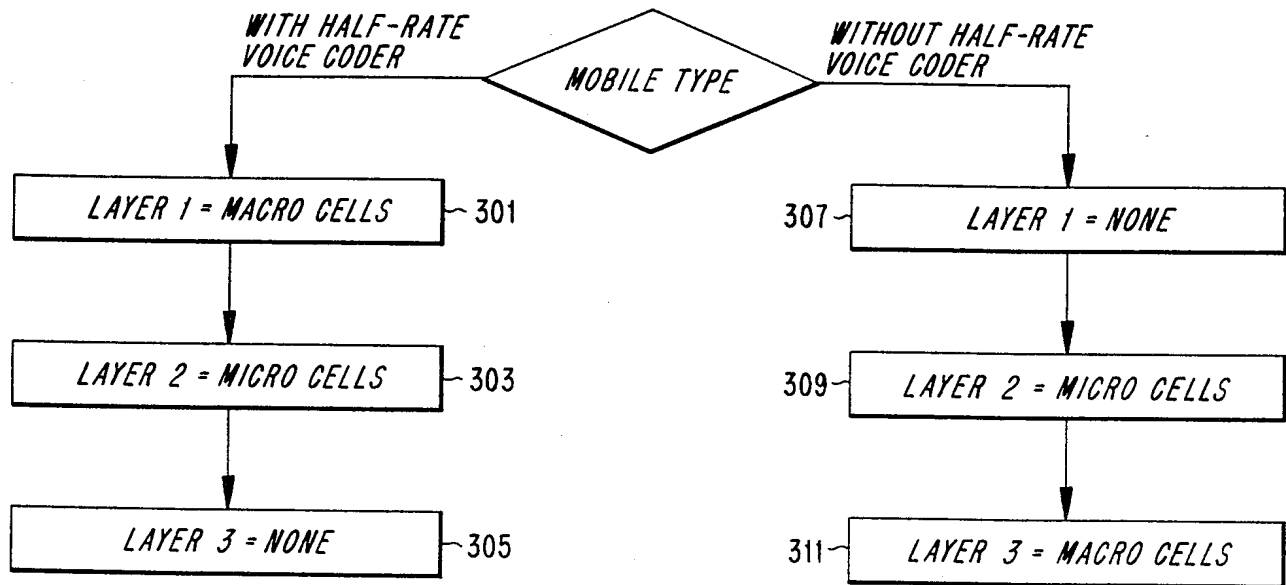 WITH HALF-RATE
VOICE CODER
MOBILE TYPE
WITHOUT HALF-RATE
VOICE CODER
LAYER 1 = MACRO CELLS
301
307
LAYER 1 = NONE
LAYER 2 = MICRO CELLS
303
309
LAYER 2 = MICRO CELLS
LAYER 3 = NONE
305
311
LAYER 3 = MACRO CELLS